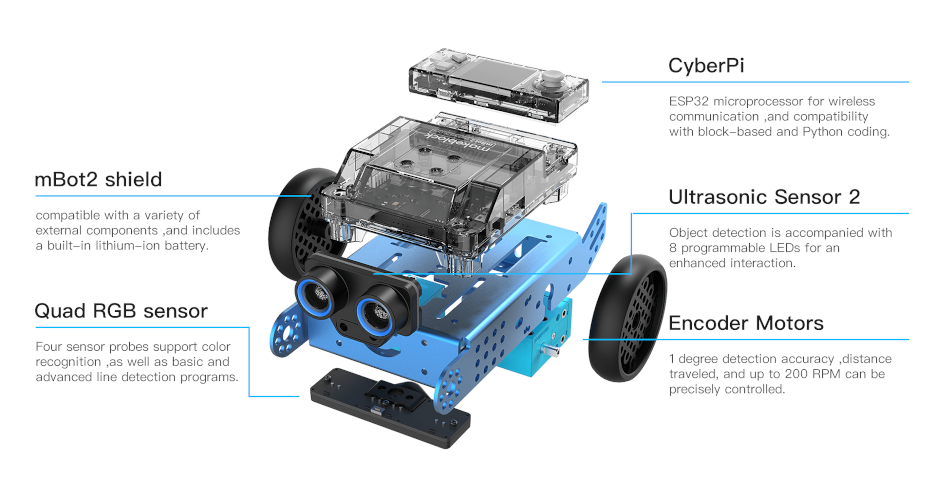 CyberPi
ESP32 microprocessor for wireless
communication ,and compatibility
with block-based and Python coding.
makeblock
mBot2 shield
compatible with a variety of
external components ,and includes
a built-in lithium-ion battery.
Ultrasonic Sensor 2
Object detection is accompanied with
8 programmable LEDs for an
enhanced interaction.
Quad RGB sensor
Four sensor probes support color
recognition ,as well as basic and
advanced line detection programs.
Encoder Motors
1 degree detection accuracy ,distance
traveled, and up to 200 RPM can be
precisely controlled.